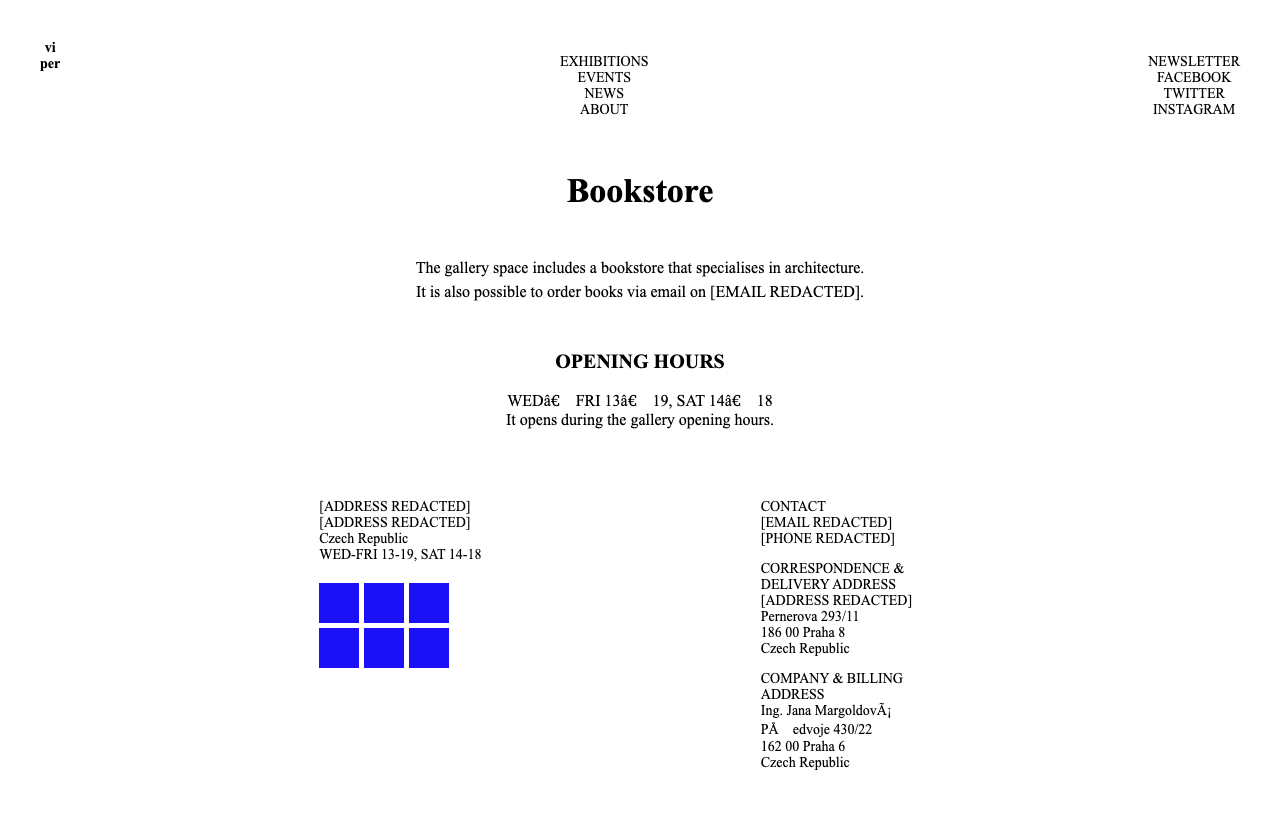 vi
per
EXHIBITIONS
EVENTS
NEWS
ABOUT
NEWSLETTER
FACEBOOK
TWITTER
INSTAGRAM
Bookstore
The gallery space includes a bookstore that specialises in architecture.
It is also possible to order books via email on [EMAIL REDACTED].
OPENING HOURS
WEDâ€ FRI 13â€ 19, SAT 14â€ 18
It opens during the gallery opening hours.
[ADDRESS REDACTED]
[ADDRESS REDACTED]
Czech Republic
WED-FRI 13-19, SAT 14-18
CONTACT
[EMAIL REDACTED]
[PHONE REDACTED]
CORRESPONDENCE &
DELIVERY ADDRESS
[ADDRESS REDACTED]
Pernerova 293/11
186 00 Praha 8
Czech Republic
COMPANY & BILLING
ADDRESS
Ing. Jana MargoldovÃ¡
PÅ edvoje 430/22
162 00 Praha 6
Czech Republic